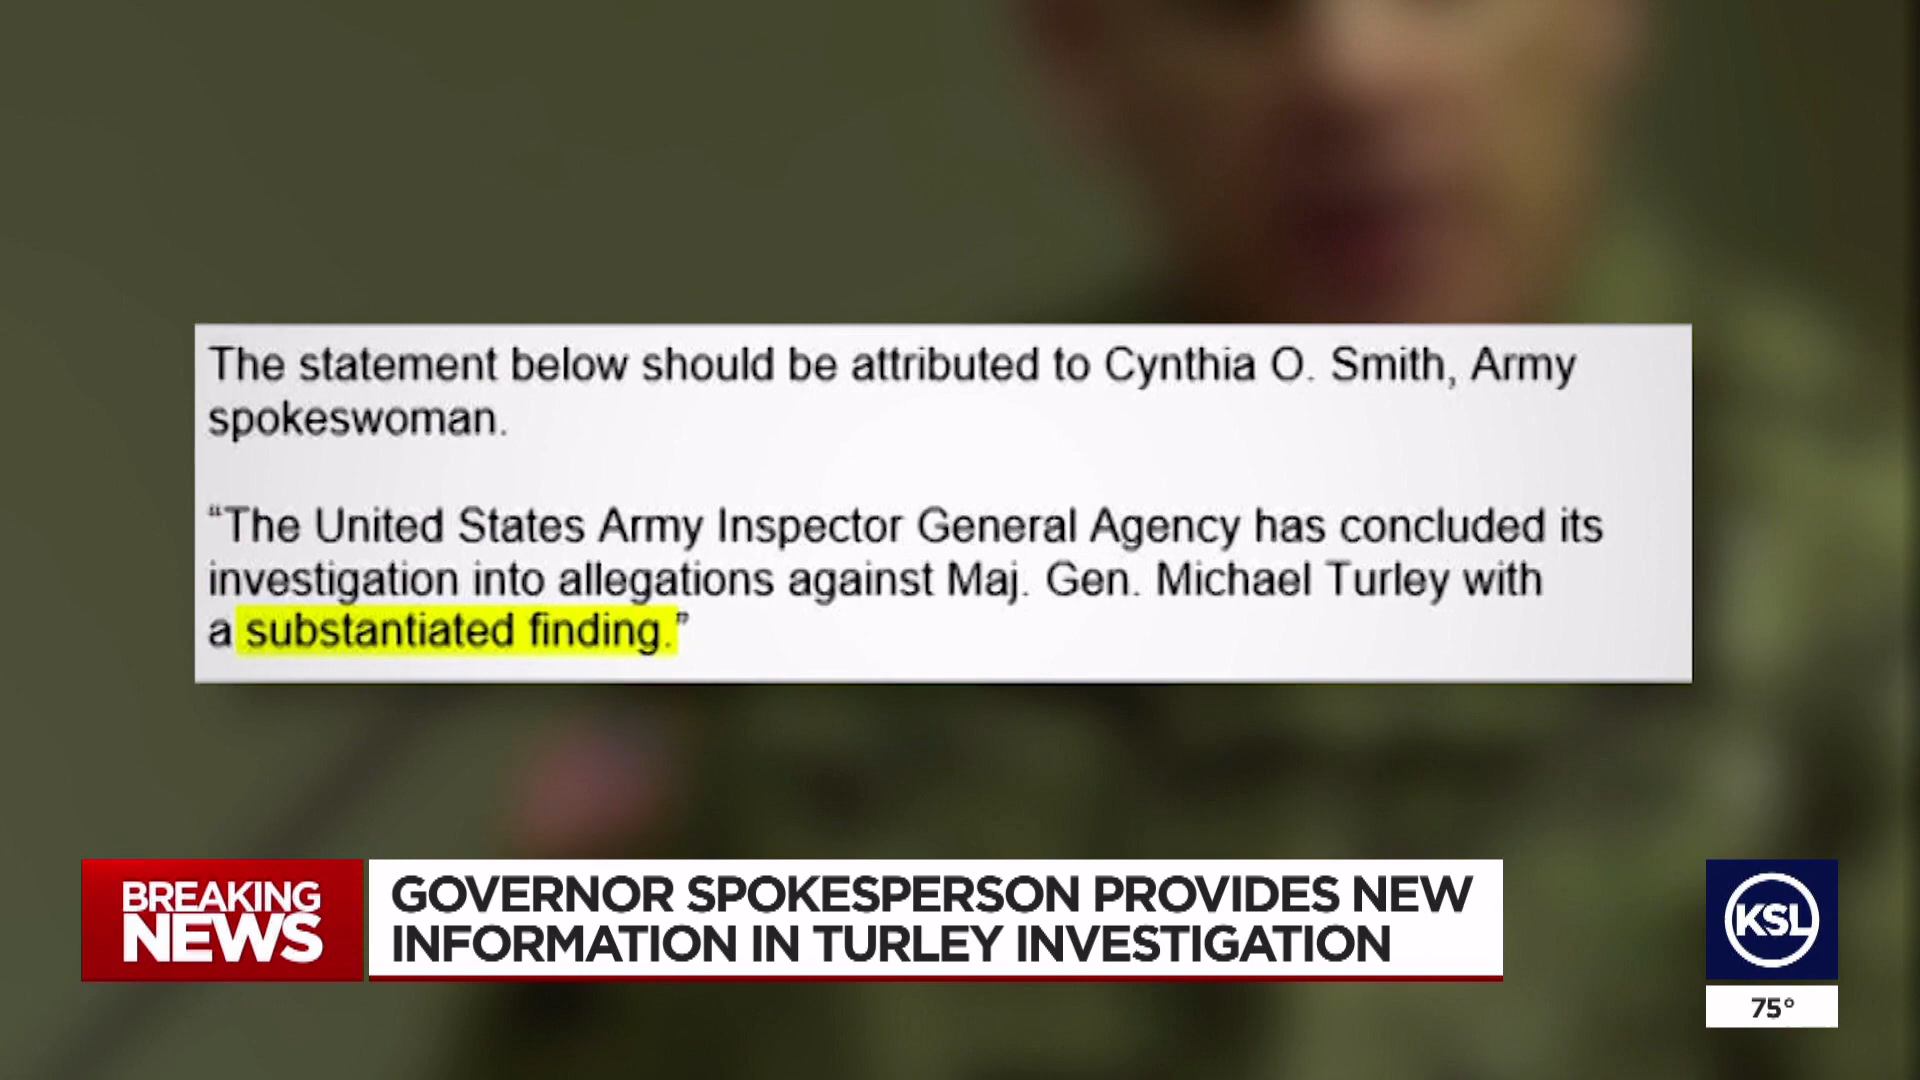 The statement below should be attributed to Cynthia O. Smith, Army
spokeswoman.
“The United States Army Inspector General Agency has concluded its
investigation into allegations against Maj. Gen. Michael Turley with
a substantiated finding.”
BREAKING
NEWS
GOVERNOR SPOKESPERSON PROVIDES NEW
INFORMATION IN TURLEY INVESTIGATION
KSL
75°